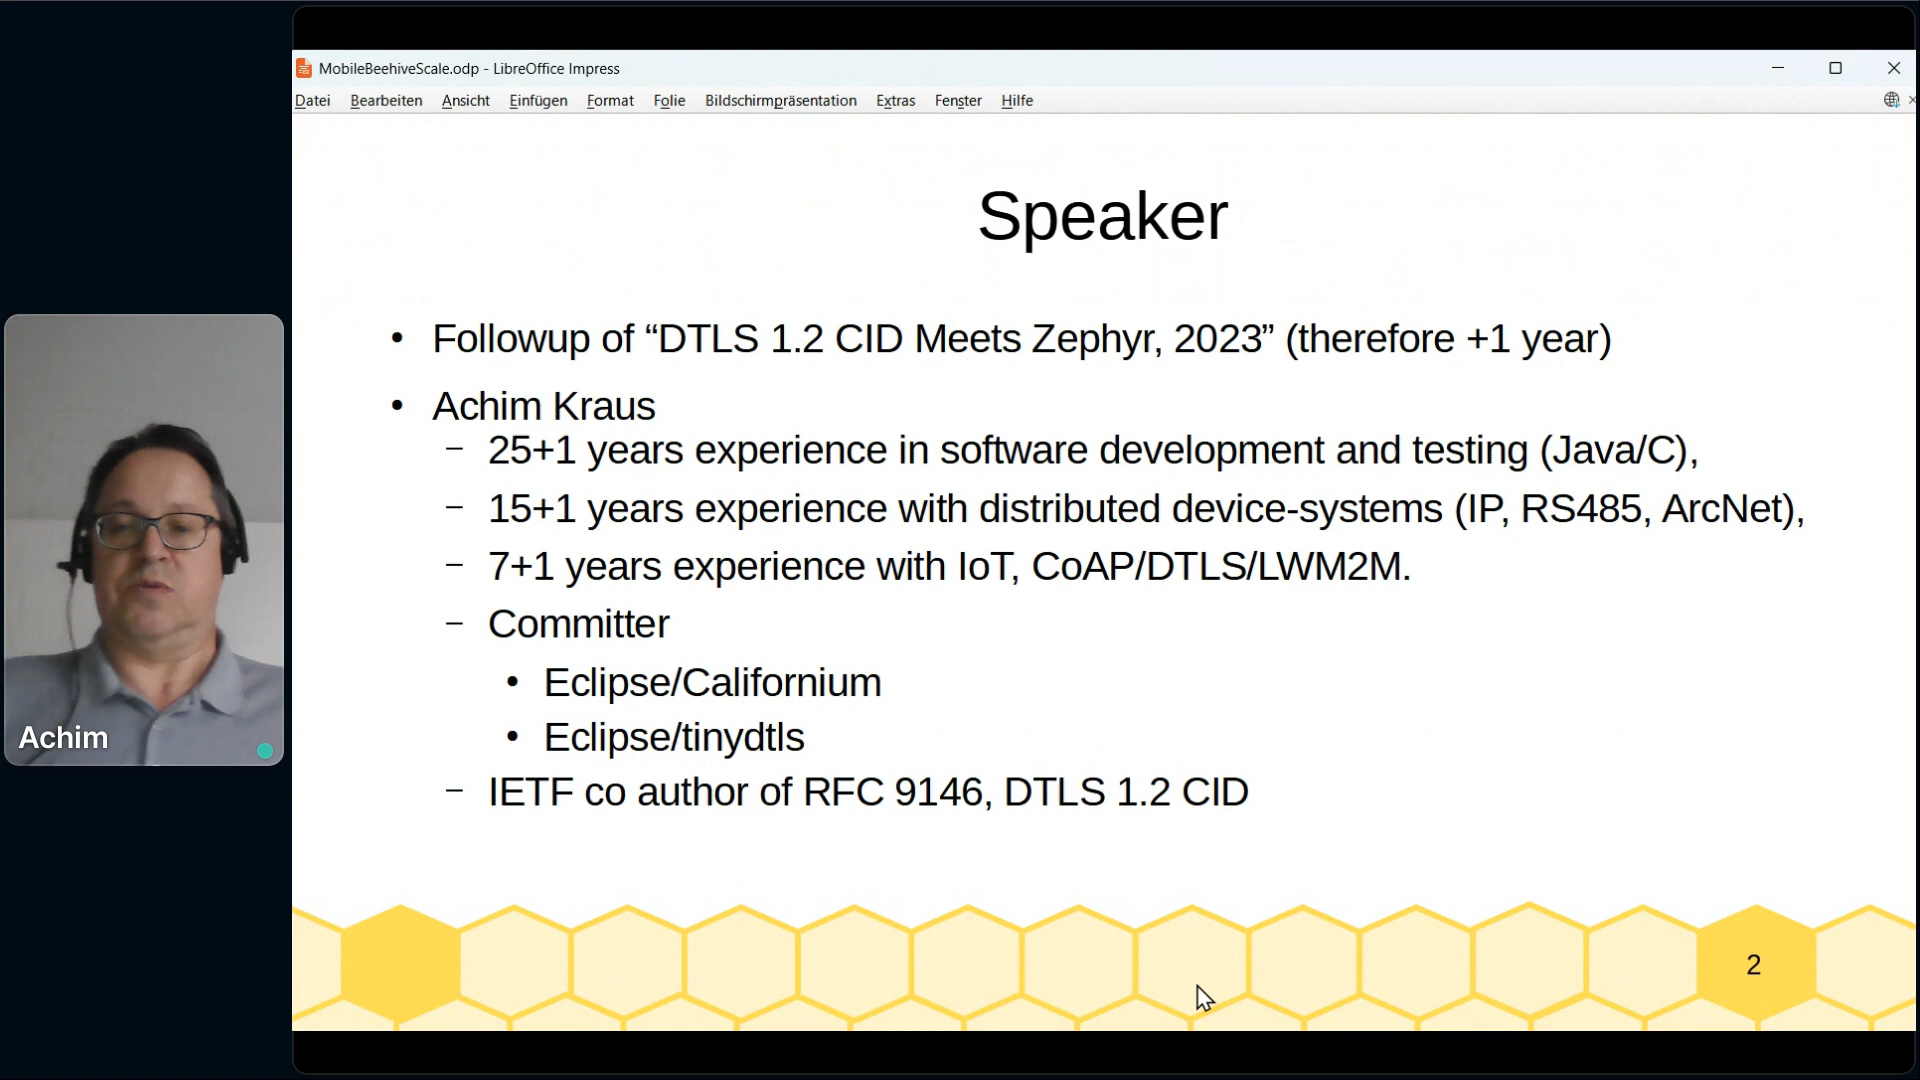 MobileBeehiveScale.odp - LibreOffice Impress
Datei Bearbeiten Ansicht Einfügen Format Folie Bildschirmpräsentation Extras Fenster Hilfe
Speaker
• Followup of “DTLS 1.2 CID Meets Zephyr, 2023” (therefore +1 year)
• Achim Kraus
– 25+1 years experience in software development and testing (Java/C),
– 15+1 years experience with distributed device-systems (IP, RS485, ArcNet),
– 7+1 years experience with IoT, CoAP/DTLS/LWM2M.
– Committer
• Eclipse/Californium
• Eclipse/tinydtls
– IETF co author of RFC 9146, DTLS 1.2 CID
Achim
2